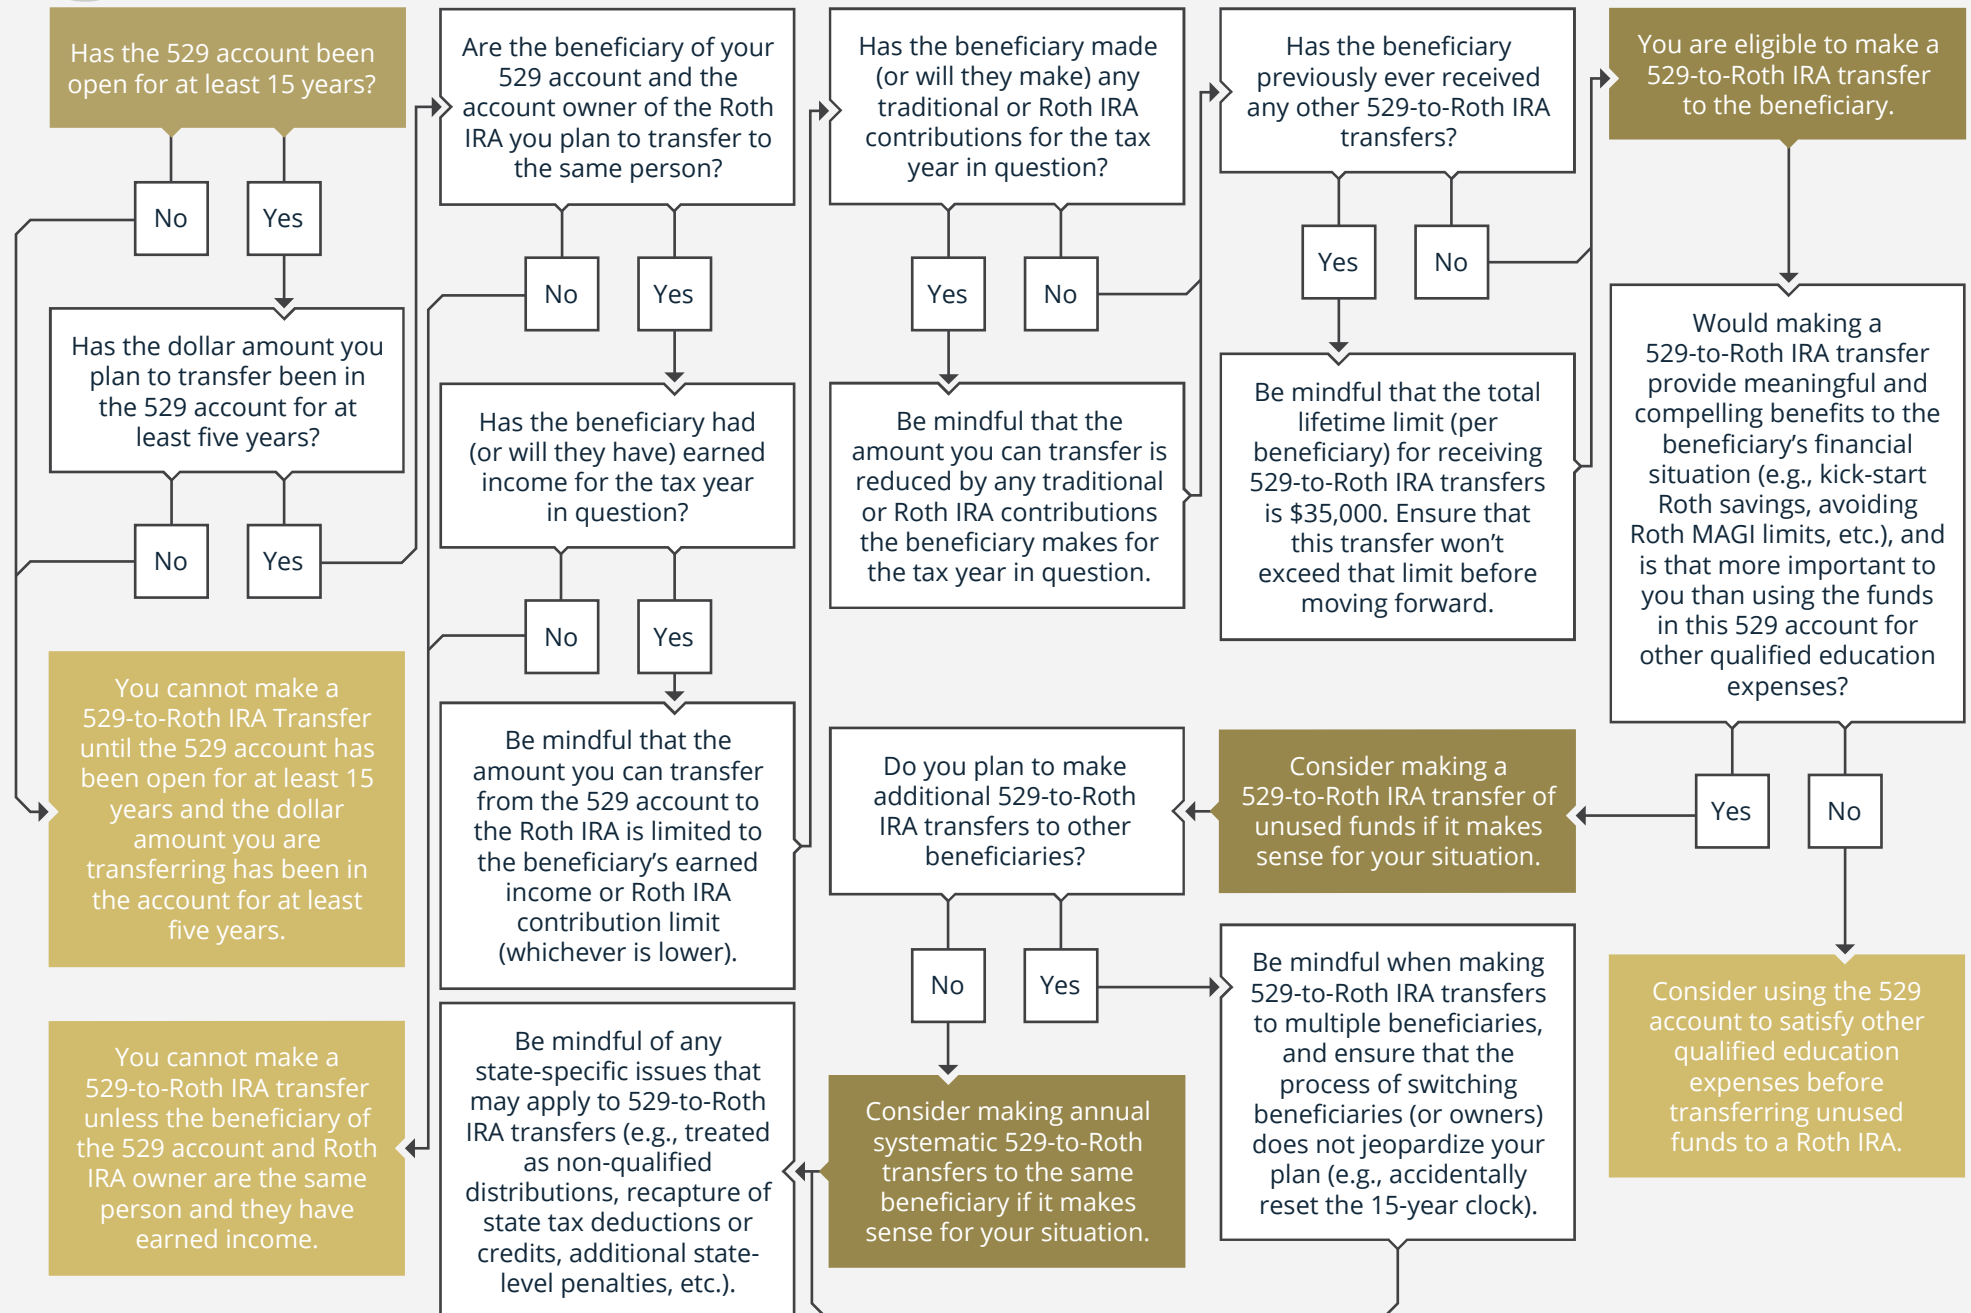 Has the 529 account been
open for at least 15 years?
No
Yes
Has the dollar amount you
plan to transfer been in
the 529 account for at
least five years?
No
Yes
You cannot make a
529-to-Roth IRA Transfer
until the 529 account has
been open for at least 15
years and the dollar
amount you are
transferring has been in
the account for at least
five years.
You cannot make a
529-to-Roth IRA transfer
unless the beneficiary of
the 529 account and Roth
IRA owner are the same
person and they have
earned income.
Are the beneficiary of your
529 account and the
account owner of the Roth
IRA you plan to transfer to
the same person?
No
Yes
Has the beneficiary had
(or will they have) earned
income for the tax year
in question?
No
Yes
Be mindful that the
amount you can transfer
from the 529 account to
the Roth IRA is limited to
the beneficiary’s earned
income or Roth IRA
contribution limit
(whichever is lower).
Be mindful of any
state-specific issues that
may apply to 529-to-Roth
IRA transfers (e.g., treated
as non-qualified
distributions, recapture of
state tax deductions or
credits, additional state-
level penalties, etc.).
Has the beneficiary made
(or will they make) any
traditional or Roth IRA
contributions for the tax
year in question?
Yes
No
Be mindful that the
amount you can transfer is
reduced by any traditional
or Roth IRA contributions
the beneficiary makes for
the tax year in question.
Has the beneficiary
previously ever received
any other 529-to-Roth IRA
transfers?
Yes
No
Be mindful that the total
lifetime limit (per
beneficiary) for receiving
529-to-Roth IRA transfers
is $35,000. Ensure that
this transfer won’t
exceed that limit before
moving forward.
You are eligible to make a
529-to-Roth IRA transfer
to the beneficiary.
Would making a
529-to-Roth IRA transfer
provide meaningful and
compelling benefits to the
beneficiary’s financial
situation (e.g., kick-start
Roth savings, avoiding
Roth MAGI limits, etc.), and
is that more important to
you than using the funds
in this 529 account for
other qualified education
expenses?
Yes
No
Consider using the 529
account to satisfy other
qualified education
expenses before
transferring unused
funds to a Roth IRA.
Consider making a
529-to-Roth IRA transfer of
unused funds if it makes
sense for your situation.
Do you plan to make
additional 529-to-Roth
IRA transfers to other
beneficiaries?
No
Yes
Consider making annual
systematic 529-to-Roth
transfers to the same
beneficiary if it makes
sense for your situation.
Be mindful when making
529-to-Roth IRA transfers
to multiple beneficiaries,
and ensure that the
process of switching
beneficiaries (or owners)
does not jeopardize your
plan (e.g., accidentally
reset the 15-year clock).